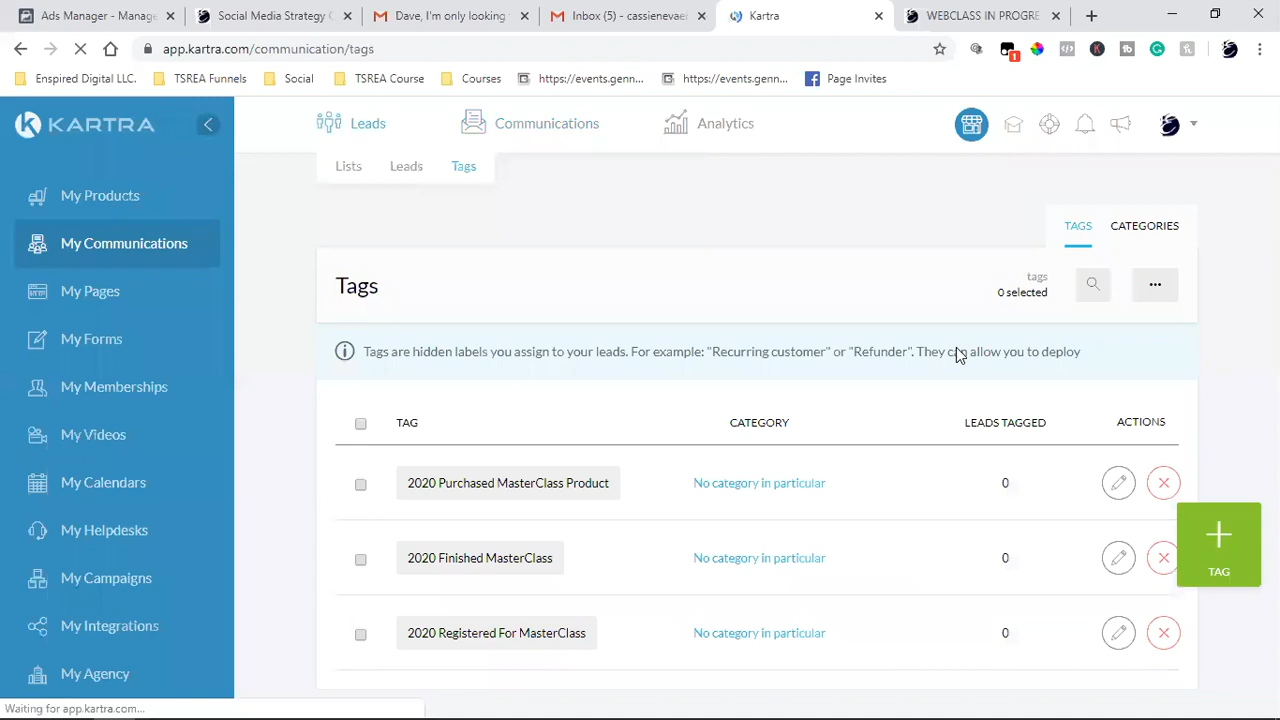 Ads Manager - Manage
Social Media Strategy C
Dave, I'm only looking
Inbox (5) - cassienevaer
Kartra
WEBCLASS IN PROGRE
app.kartra.com/communication/tags
1
Enspired Digital LLC.
TSREA Funnels
Social
TSREA Course
Courses
https://events.genn...
https://events.genn...
Page Invites
KARTRA
Leads
Communications
Analytics
Lists
Leads
Tags
My Products
My Communications
My Pages
My Forms
My Memberships
My Videos
My Calendars
My Helpdesks
My Campaigns
My Integrations
My Agency
TAGS
CATEGORIES
Tags
tags
0 selected
Tags are hidden labels you assign to your leads. For example: "Recurring customer" or "Refunder". They can allow you to deploy
TAG
CATEGORY
LEADS TAGGED
ACTIONS
2020 Purchased MasterClass Product
No category in particular
0
2020 Finished MasterClass
No category in particular
0
2020 Registered For MasterClass
No category in particular
0
TAG
Waiting for app.kartra.com...